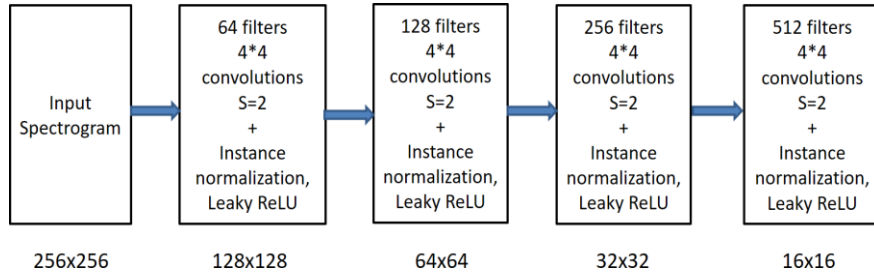 Input
Spectrogram
64 filters
4*4
convolutions
S=2
+
Instance
normalization,
Leaky ReLU
128 filters
4*4
convolutions
S=2
+
Instance
normalization,
Leaky ReLU
256 filters
4*4
convolutions
S=2
+
Instance
normalization,
Leaky ReLU
512 filters
4*4
convolutions
S=2
+
Instance
normalization,
Leaky ReLU
256x256
128x128
64x64
32x32
16x16